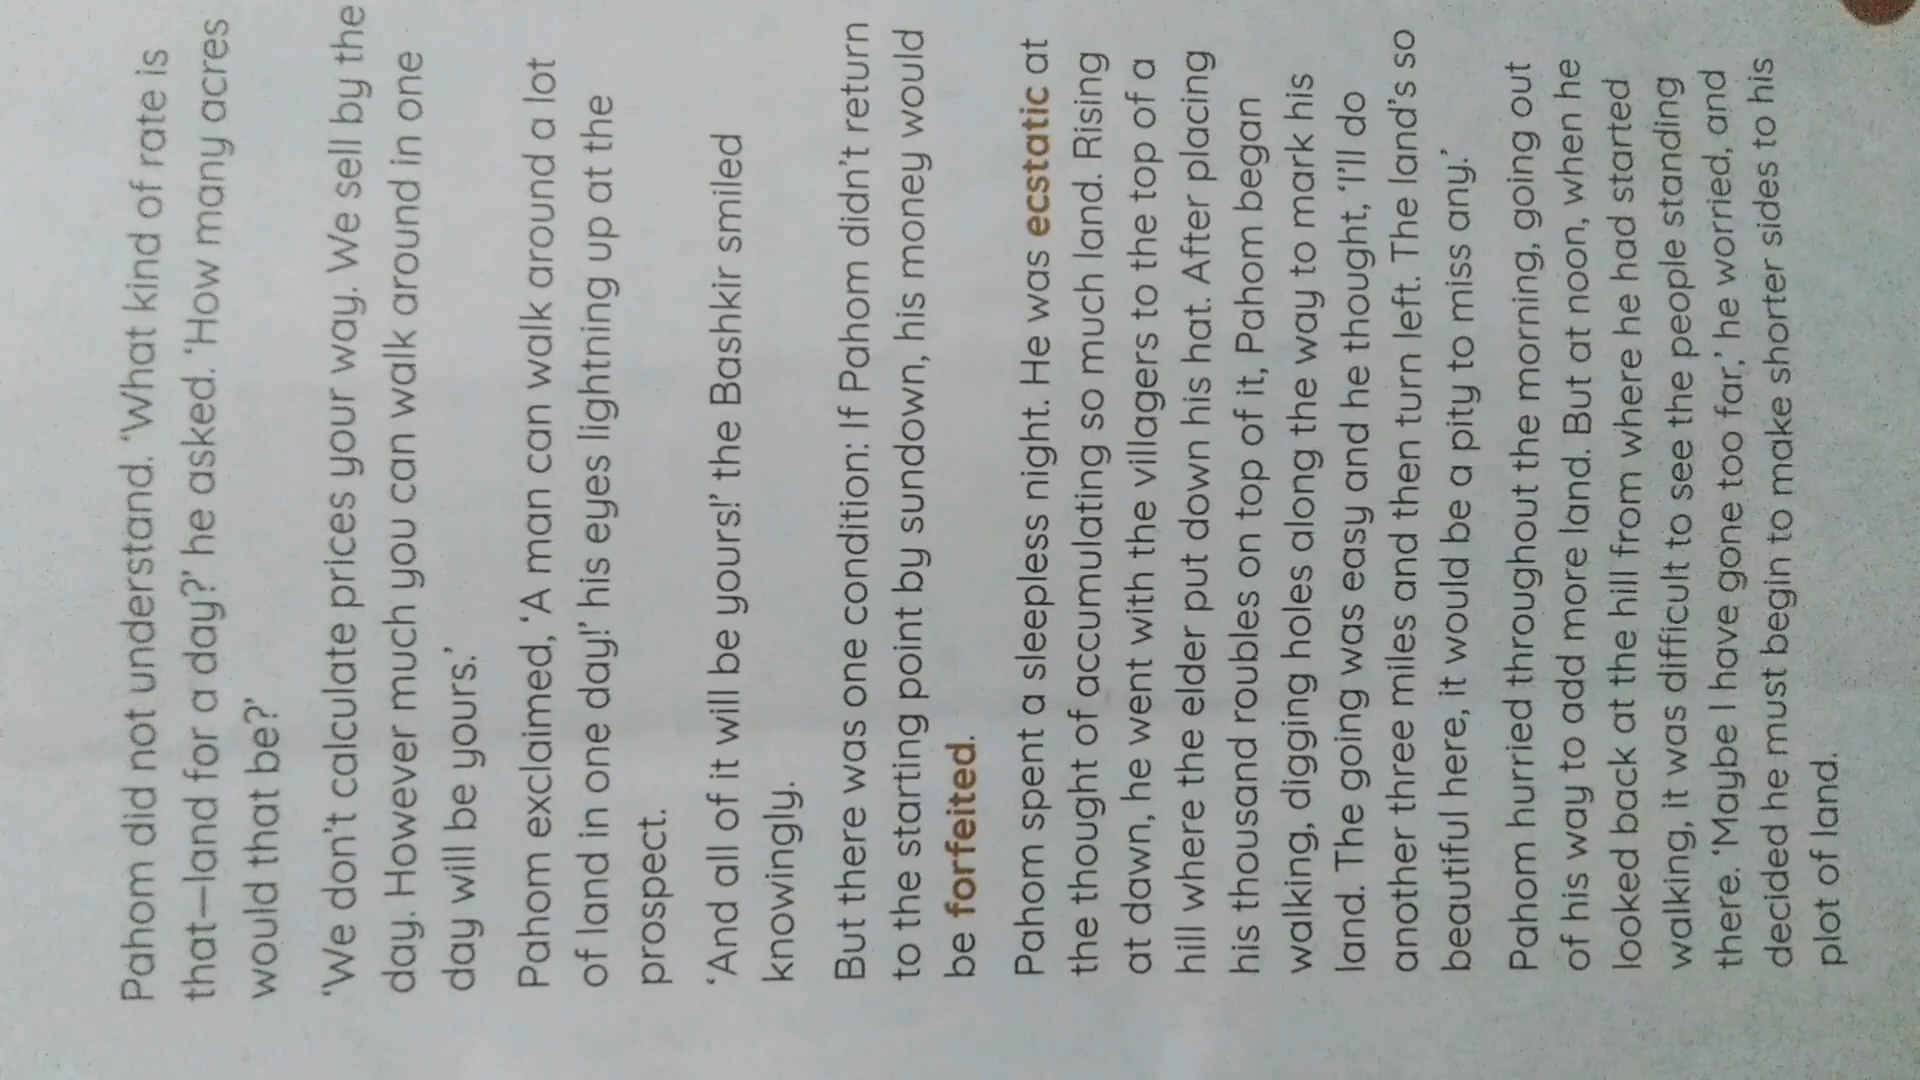 Pahom did not understand. ‘What kind of rate is
that—land for a day?’ he asked. ‘How many acres
would that be?’
‘We don’t calculate prices your way. We sell by the
day. However much you can walk around in one
day will be yours.’
Pahom exclaimed, ‘A man can walk around a lot
of land in one day!’ his eyes lightning up at the
prospect.
‘And all of it will be yours!’ the Bashkir smiled
knowingly.
But there was one condition: If Pahom didn’t return
to the starting point by sundown, his money would
be forfeited.
Pahom spent a sleepless night. He was ecstatic at
the thought of accumulating so much land. Rising
at dawn, he went with the villagers to the top of a
hill where the elder put down his hat. After placing
his thousand roubles on top of it, Pahom began
walking, digging holes along the way to mark his
land. The going was easy and he thought, ‘I’ll do
another three miles and then turn left. The land’s so
beautiful here, it would be a pity to miss any.’
Pahom hurried throughout the morning, going out
of his way to add more land. But at noon, when he
looked back at the hill from where he had started
walking, it was difficult to see the people standing
there. ‘Maybe I have gone too far,’ he worried, and
decided he must begin to make shorter sides to his
plot of land.